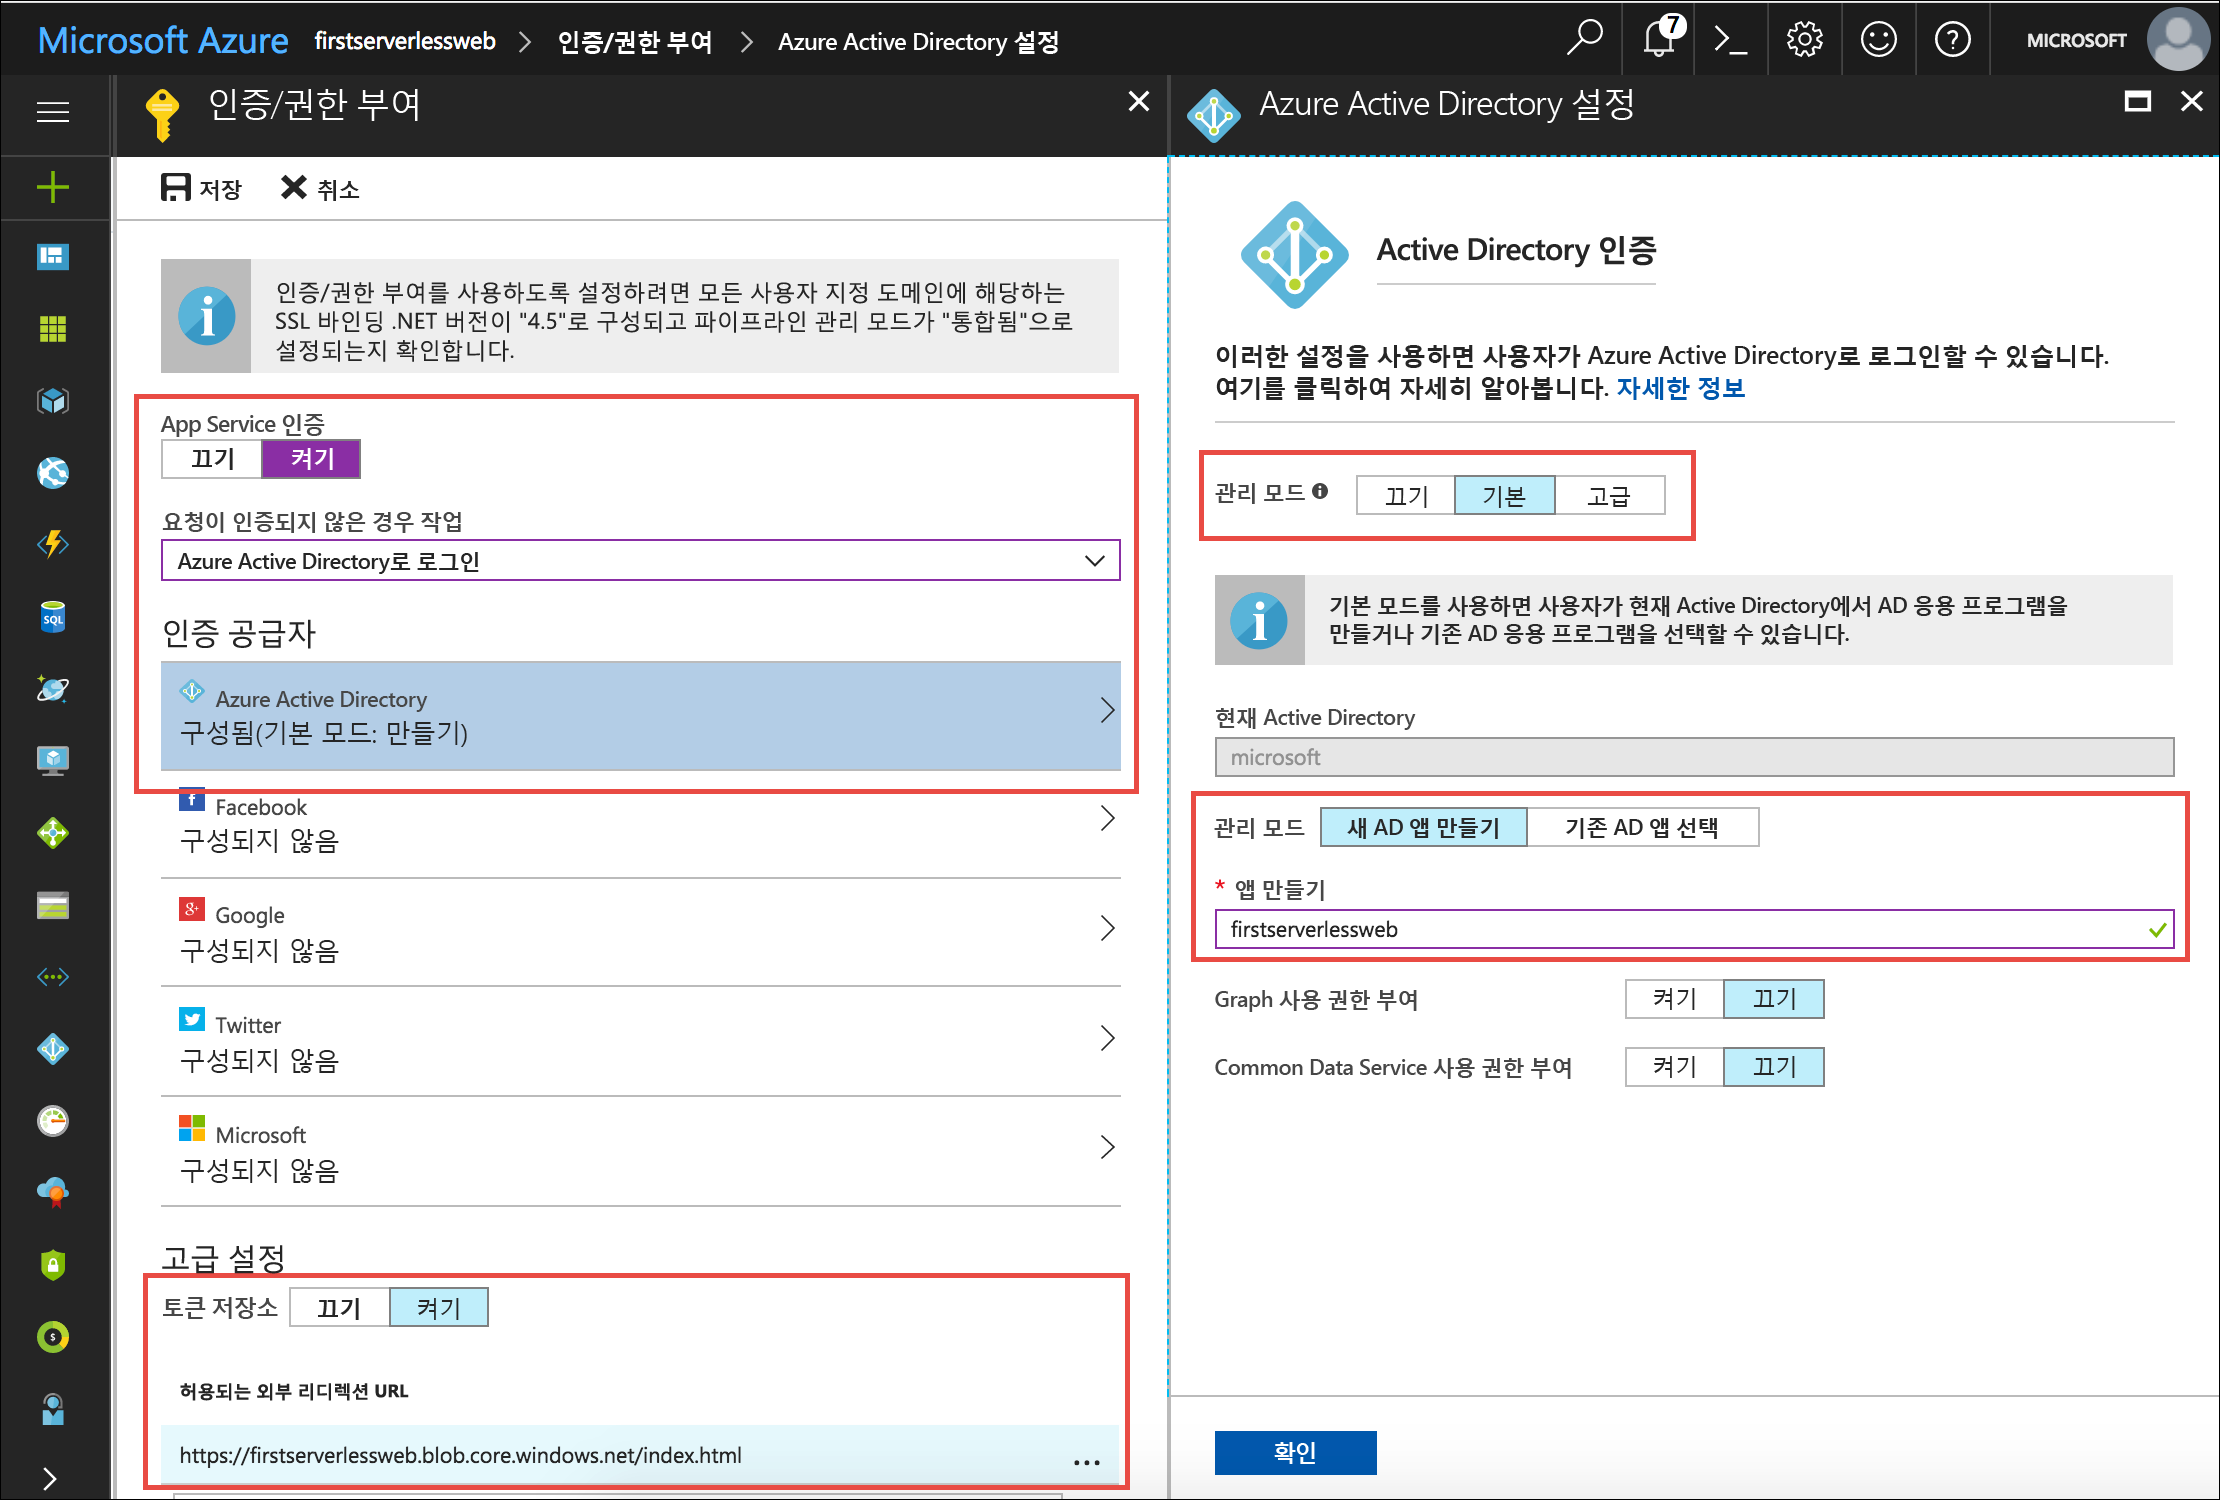 Microsoft Azure firstserverlessweb > 인증/권한 부여 > Azure Active Directory 설정
7
MICROSOFT
인증/권한 부여
저장 취소
인증/권한 부여를 사용하도록 설정하려면 모든 사용자 지정 도메인에 해당하는
SSL 바인딩 .NET 버전이 "4.5"로 구성되고 파이프라인 관리 모드가 "통합됨"으로
설정되는지 확인합니다.
App Service 인증
끄기 켜기
요청이 인증되지 않은 경우 작업
Azure Active Directory로 로그인
인증 공급자
Azure Active Directory
구성됨(기본 모드: 만들기)
Facebook
구성되지 않음
Google
구성되지 않음
Twitter
구성되지 않음
Microsoft
구성되지 않음
고급 설정
토큰 저장소 끄기 켜기
허용되는 외부 리디렉션 URL
https://firstserverlessweb.blob.core.windows.net/index.html ...
SQL
Azure Active Directory 설정
Active Directory 인증
이러한 설정을 사용하면 사용자가 Azure Active Directory로 로그인할 수 있습니다.
여기를 클릭하여 자세히 알아봅니다. 자세한 정보
관리 모드 끄기 기본 고급
기본 모드를 사용하면 사용자가 현재 Active Directory에서 AD 응용 프로그램을
만들거나 기존 AD 응용 프로그램을 선택할 수 있습니다.
현재 Active Directory
microsoft
관리 모드 새 AD 앱 만들기 기존 AD 앱 선택
* 앱 만들기
firstserverlessweb
Graph 사용 권한 부여 켜기 끄기
Common Data Service 사용 권한 부여 켜기 끄기
확인